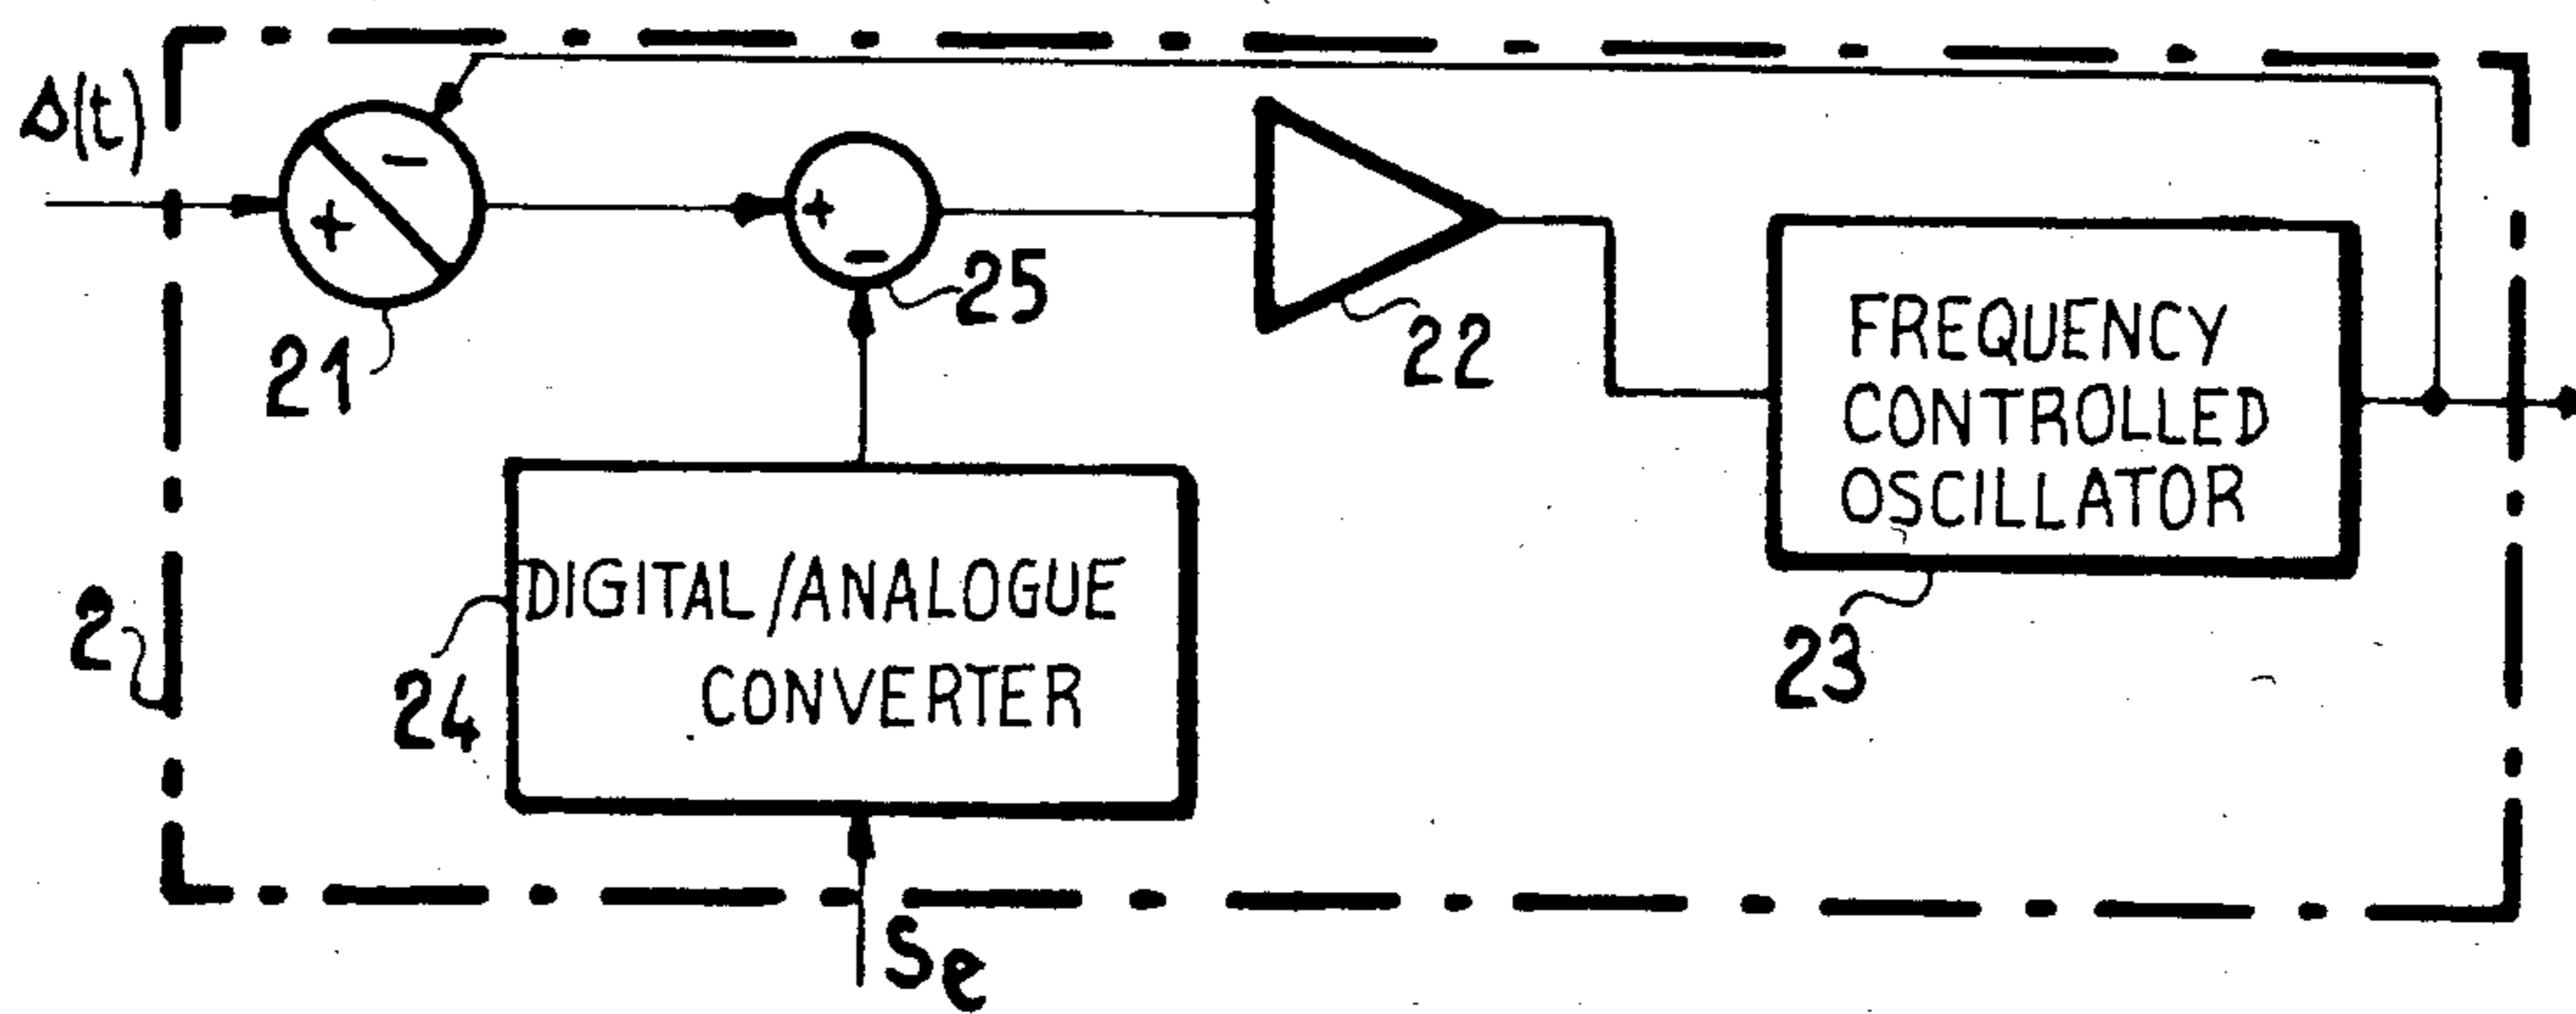 s(t)
+ −
21
+
−
25
22
FREQUENCY
CONTROLLED
OSCILLATOR
23
DIGITAL/ANALOGUE
CONVERTER
24
2
Se